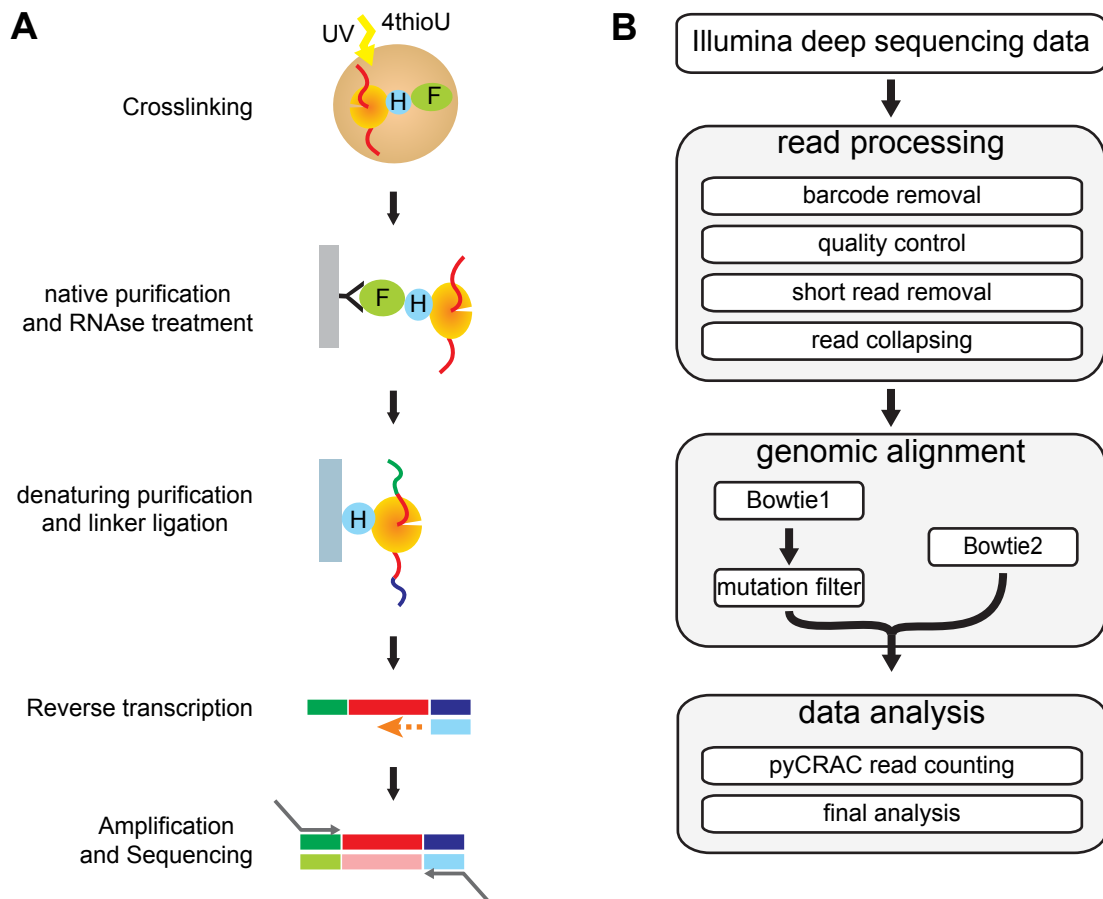 A
UV
4thioU
Crosslinking
H
F
native purification
and RNAse treatment
F
H
denaturing purification
and linker ligation
H
Reverse transcription
Amplification
and Sequencing
B
Illumina deep sequencing data
read processing
barcode removal
quality control
short read removal
read collapsing
genomic alignment
Bowtie1
Bowtie2
mutation filter
data analysis
pyCRAC read counting
final analysis